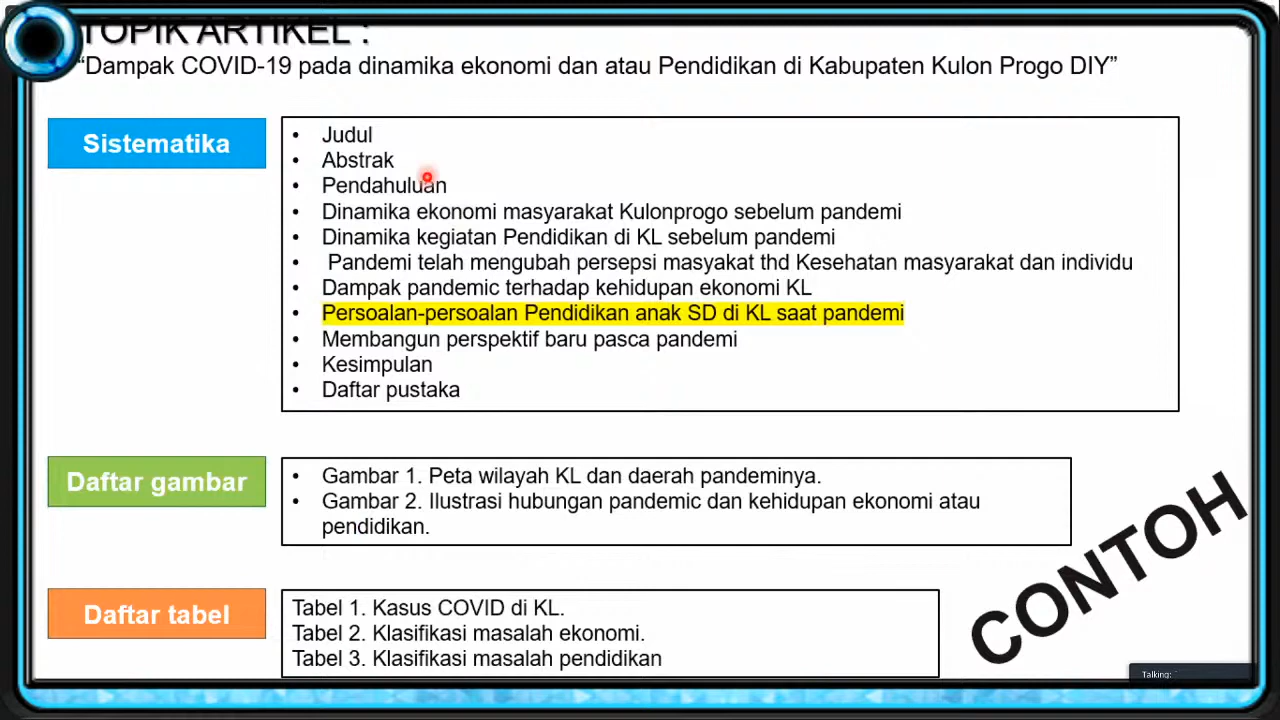 TOPIK ARTIKEL :
“Dampak COVID-19 pada dinamika ekonomi dan atau Pendidikan di Kabupaten Kulon Progo DIY”
Sistematika
• Judul
• Abstrak
• Pendahuluan
• Dinamika ekonomi masyarakat Kulonprogo sebelum pandemi
• Dinamika kegiatan Pendidikan di KL sebelum pandemi
• Pandemi telah mengubah persepsi masyakat thd Kesehatan masyarakat dan individu
• Dampak pandemic terhadap kehidupan ekonomi KL
• Persoalan-persoalan Pendidikan anak SD di KL saat pandemi
• Membangun perspektif baru pasca pandemi
• Kesimpulan
• Daftar pustaka
Daftar gambar
• Gambar 1. Peta wilayah KL dan daerah pandeminya.
• Gambar 2. Ilustrasi hubungan pandemic dan kehidupan ekonomi atau
pendidikan.
Daftar tabel
Tabel 1. Kasus COVID di KL.
Tabel 2. Klasifikasi masalah ekonomi.
Tabel 3. Klasifikasi masalah pendidikan
CONTOH
Talking: